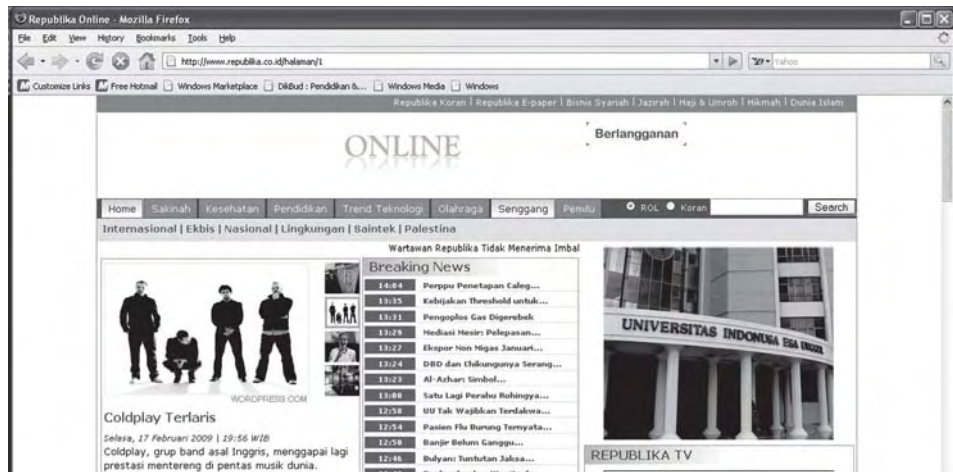 Republika Online - Mozilla Firefox
File Edit View History Bookmarks Tools Help
http://www.republika.co.id/halaman/1
Yahoo
Customize Links Free Hotmail Windows Marketplace DikBud : Pendidikan &... Windows Media Windows
Republika Koran | Republika E-paper | Bisnis Syariah | Jazirah | Haji & Umroh | Hikmah | Dunia Islam
ONLINE
Berlangganan
Home Sakinah Kesehatan Pendidikan Trend Teknologi Olahraga Senggang Pemilu ROL Koran Search
Internasional | Ekbis | Nasional | Lingkungan | Saintek | Palestina
Wartawan Republika Tidak Menerima Imbal
WORDPRESS.COM
Coldplay Terlaris
Selasa, 17 Februari 2009 | 19:56 WIB
Coldplay, grup band asal Inggris, menggapai lagi
prestasi mentereng di pentas musik dunia.
Breaking News
14:04 Perppu Penetapan Caleg...
13:35 Kebijakan Threshold untuk...
13:31 Pengoplos Gas Digerebek
13:29 Mediasi Mesir: Pelepasan...
13:27 Ekspor Non Migas Januari...
13:24 DBD dan Chikungunya Serang...
13:23 Al-Azhar: Simbol...
13:00 Satu Lagi Perahu Rohingya...
12:58 UU Tak Wajibkan Terdakwa...
12:54 Pasien Flu Burung Ternyata...
12:50 Banjir Belum Ganggu...
12:46 Bulyan: Tuntutan Jaksa...
UNIVERSITAS INDONUSA ESA UNGGUL
REPUBLIKA TV